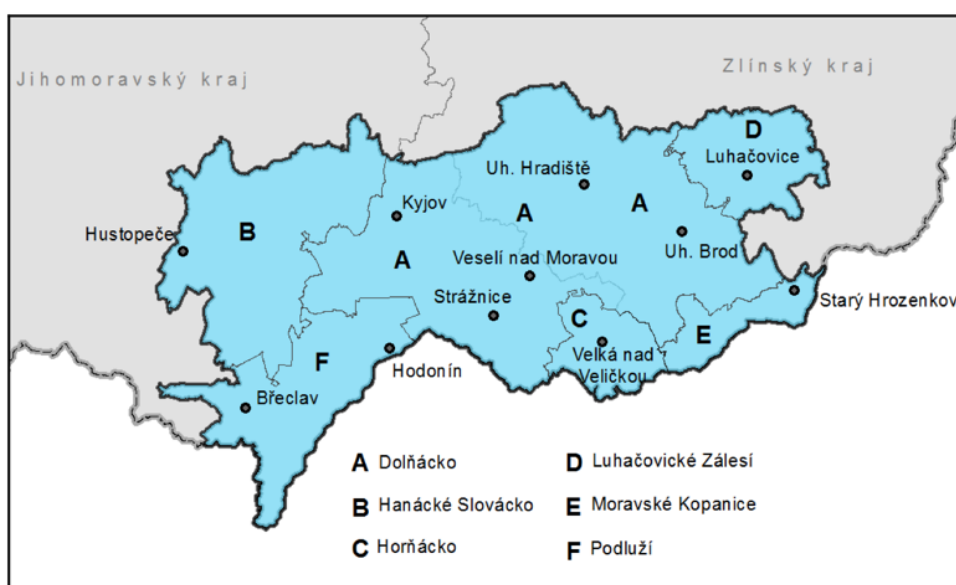 Jihomoravský kraj
Zlínský kraj
D
Luhačovice
Uh. Hradiště
Kyjov
A
A
B
Hustopeče
Uh. Brod
A
Veselí nad Moravou
Strážnice
Starý Hrozenkov
C
E
Velká nad
Veličkou
F
Hodonín
Břeclav
A Dolňácko
B Hanácké Slovácko
C Horňácko
D Luhačovické Zálesí
E Moravské Kopanice
F Podluží